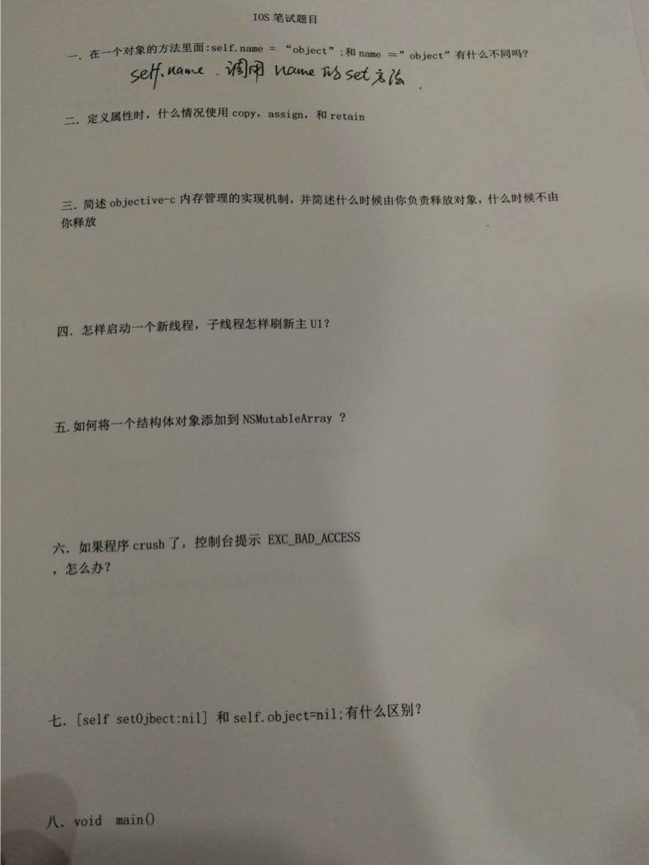 IOS 笔试题目
一. 在一个对象的方法里面:self.name = “object”;和 name =”object”有什么不同吗?
self.name . 调用 name 的 set 方法 .
二. 定义属性时，什么情况使用 copy，assign，和 retain
三. 简述 objective-c 内存管理的实现机制，并简述什么时候由你负责释放对象，什么时候不由
你释放
四. 怎样启动一个新线程，子线程怎样刷新主 UI?
五. 如何将一个结构体对象添加到 NSMutableArray ?
六. 如果程序 crush 了，控制台提示 EXC_BAD_ACCESS
，怎么办?
七. [self setOjbect:nil] 和 self.object=nil;有什么区别?
八. void main()